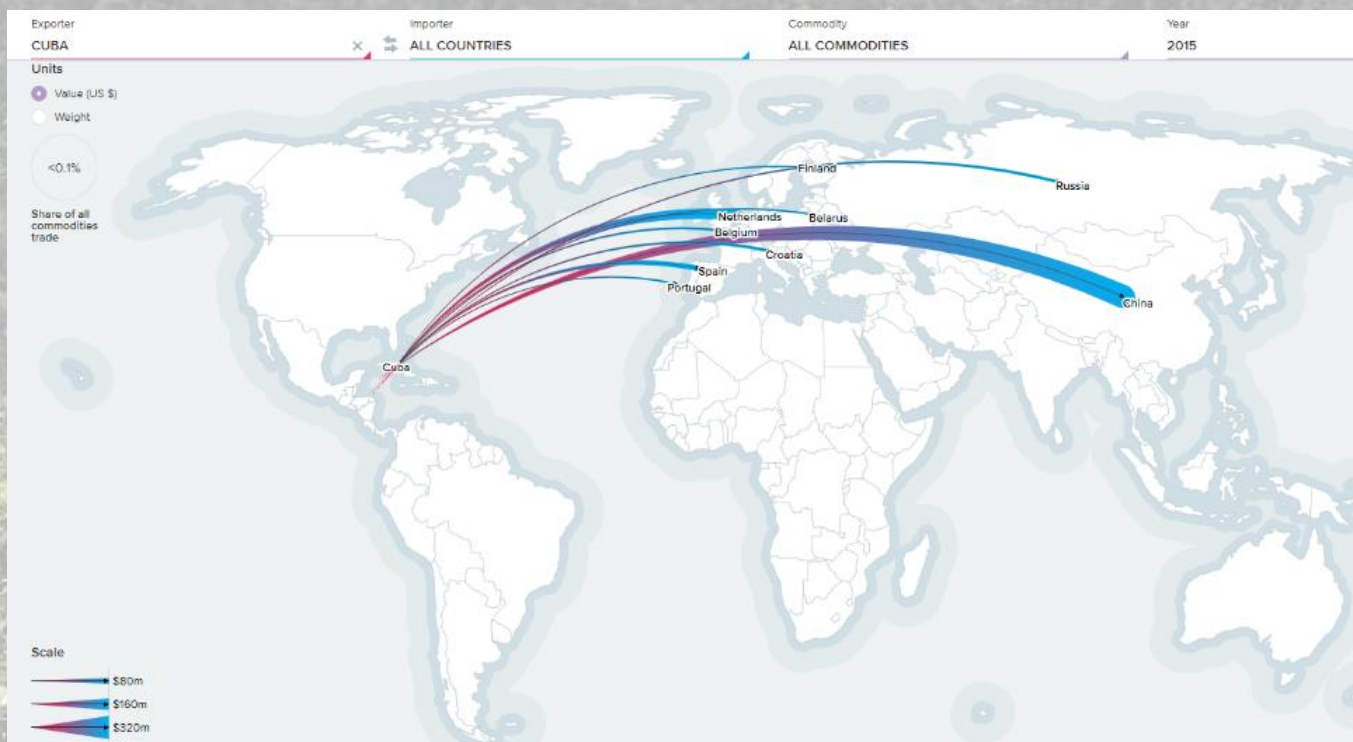 Exporter
CUBA
Importer
ALL COUNTRIES
Commodity
ALL COMMODITIES
Year
2015
Units
Value (US $)
Weight
<0.1%
Share of all
commodities
trade
Finland
Russia
Netherlands
Belarus
Belgium
Croatia
Spain
Portugal
China
Cuba
Scale
$80m
$160m
$320m